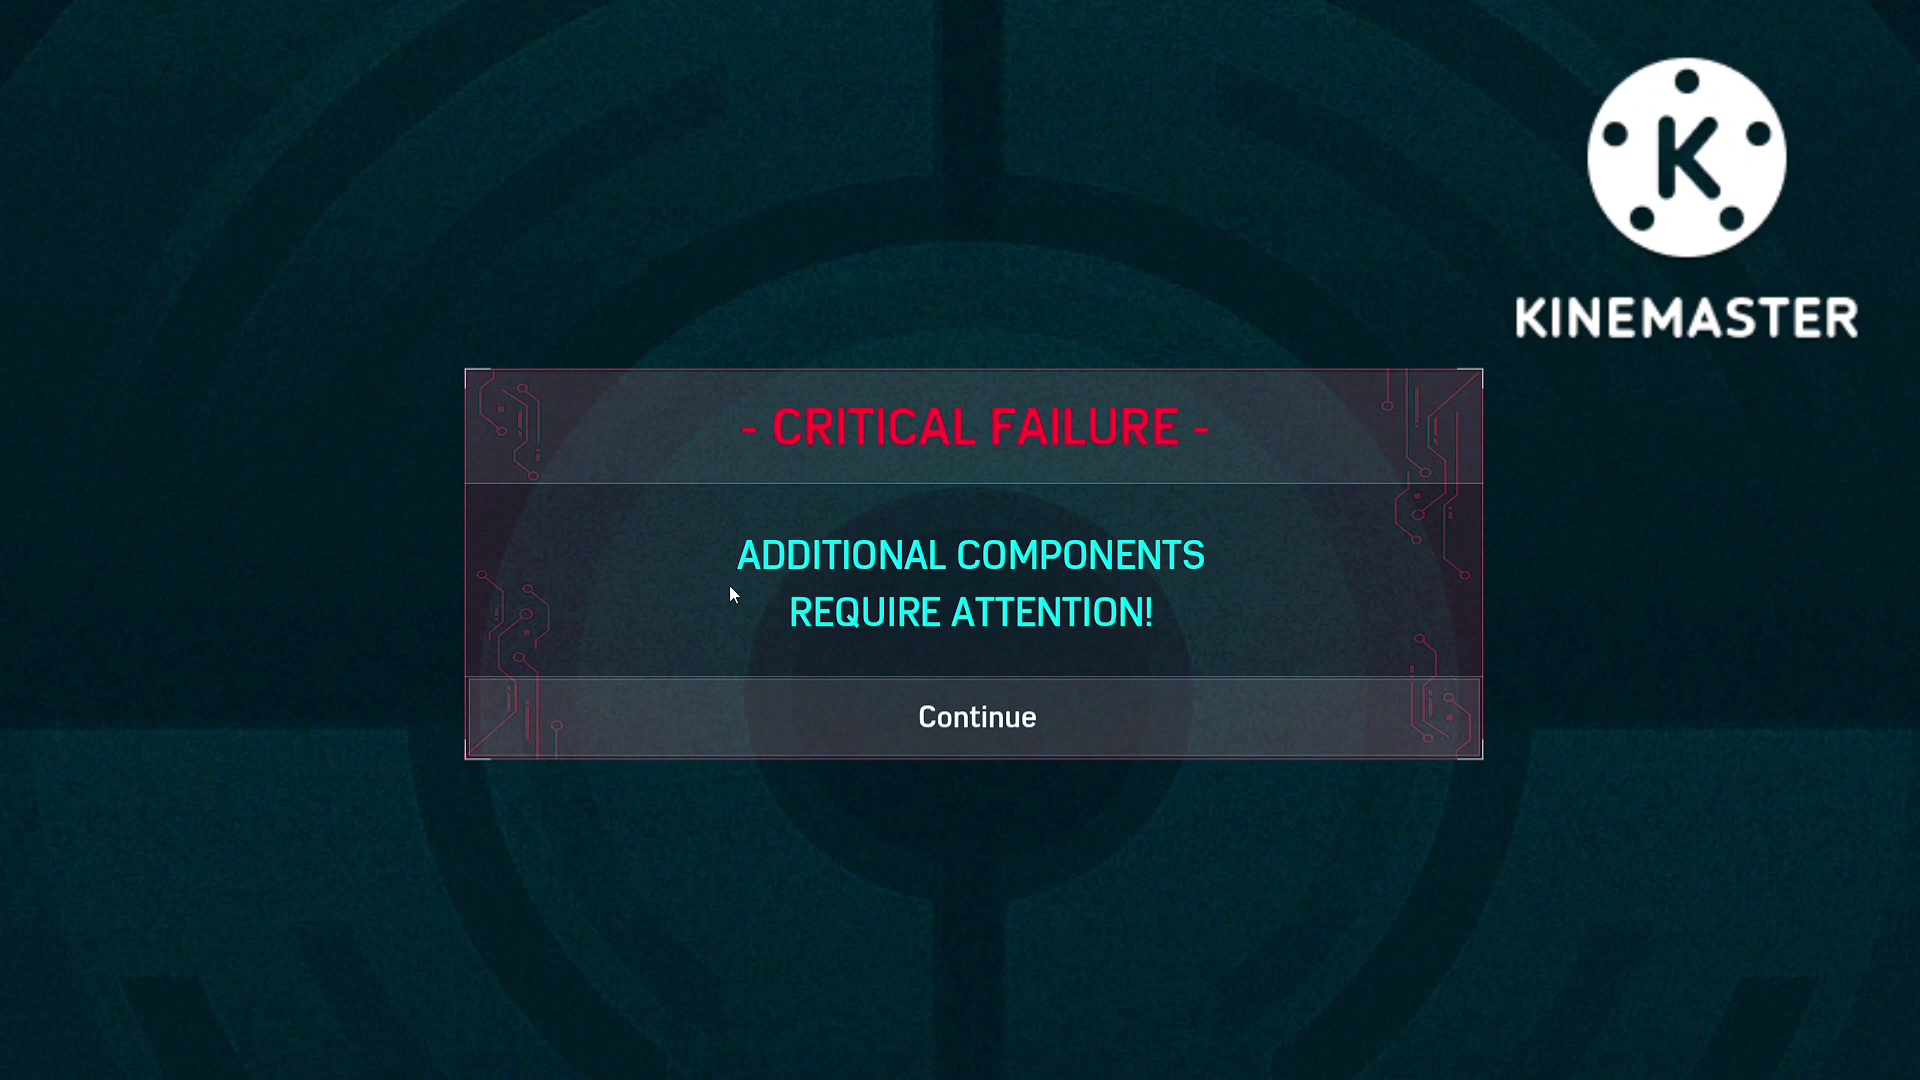 K
KINEMASTER
- CRITICAL FAILURE -
ADDITIONAL COMPONENTS
REQUIRE ATTENTION!
Continue